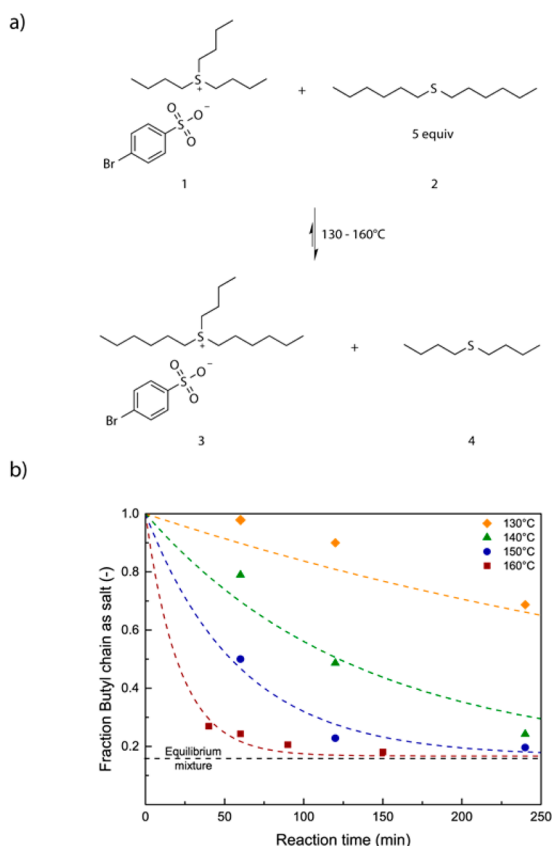 a)
S
+
+
S
O
O⁻
S
O
Br
5 equiv
1
2
130 - 160°C
S
+
+
S
O
O⁻
S
O
Br
3
4
b)
1.0
0.8
0.6
0.4
0.2
Fraction Butyl chain as salt (-)
130°C
140°C
150°C
160°C
Equilibrium
mixture
0
50
100
150
200
250
Reaction time (min)